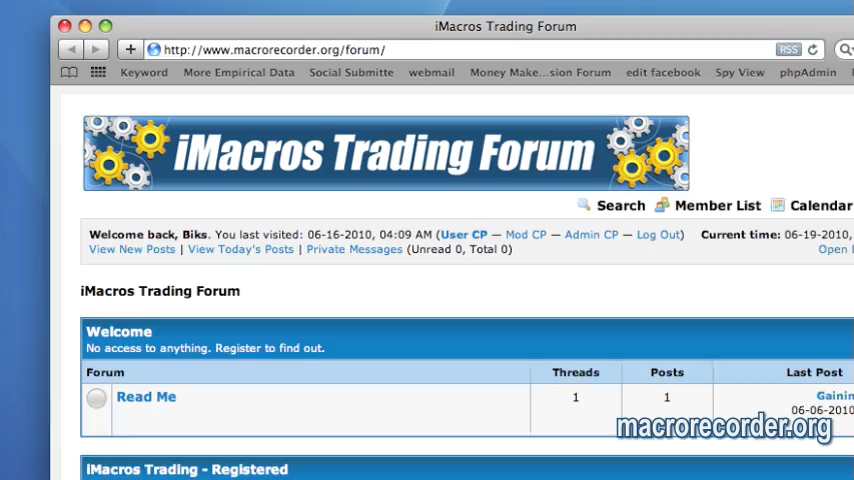 iMacros Trading Forum
http://www.macrorecorder.org/forum/ RSS
Keyword More Empirical Data Social Submitte webmail Money Make...sion Forum edit facebook Spy View phpAdmin
iMacros Trading Forum
Search Member List Calendar
Welcome back, Biks. You last visited: 06-16-2010, 04:09 AM (User CP — Mod CP — Admin CP — Log Out) Current time: 06-19-2010,
View New Posts | View Today's Posts | Private Messages (Unread 0, Total 0) Open
iMacros Trading Forum
Welcome
No access to anything. Register to find out.
Forum Threads Posts Last Post
Read Me 1 1 Gainin
06-06-2010
macrorecorder.org
iMacros Trading - Registered